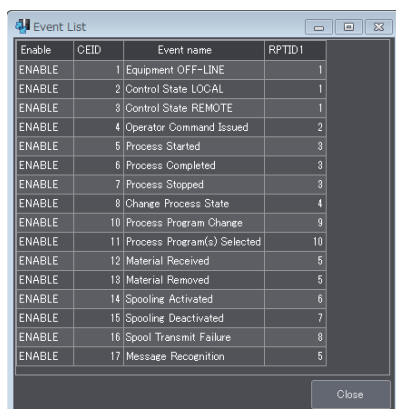 Event List
Enable CEID Event name RPTID1
ENABLE 1 Equipment OFF-LINE 1
ENABLE 2 Control State LOCAL 1
ENABLE 3 Control State REMOTE 1
ENABLE 4 Operator Command Issued 2
ENABLE 5 Process Started 3
ENABLE 6 Process Completed 3
ENABLE 7 Process Stopped 3
ENABLE 8 Change Process State 4
ENABLE 10 Process Program Change 9
ENABLE 11 Process Program(s) Selected 10
ENABLE 12 Material Received 5
ENABLE 13 Material Removed 5
ENABLE 14 Spooling Activated 6
ENABLE 15 Spooling Deactivated 7
ENABLE 16 Spool Transmit Failure 8
ENABLE 17 Message Recognition 5
Close